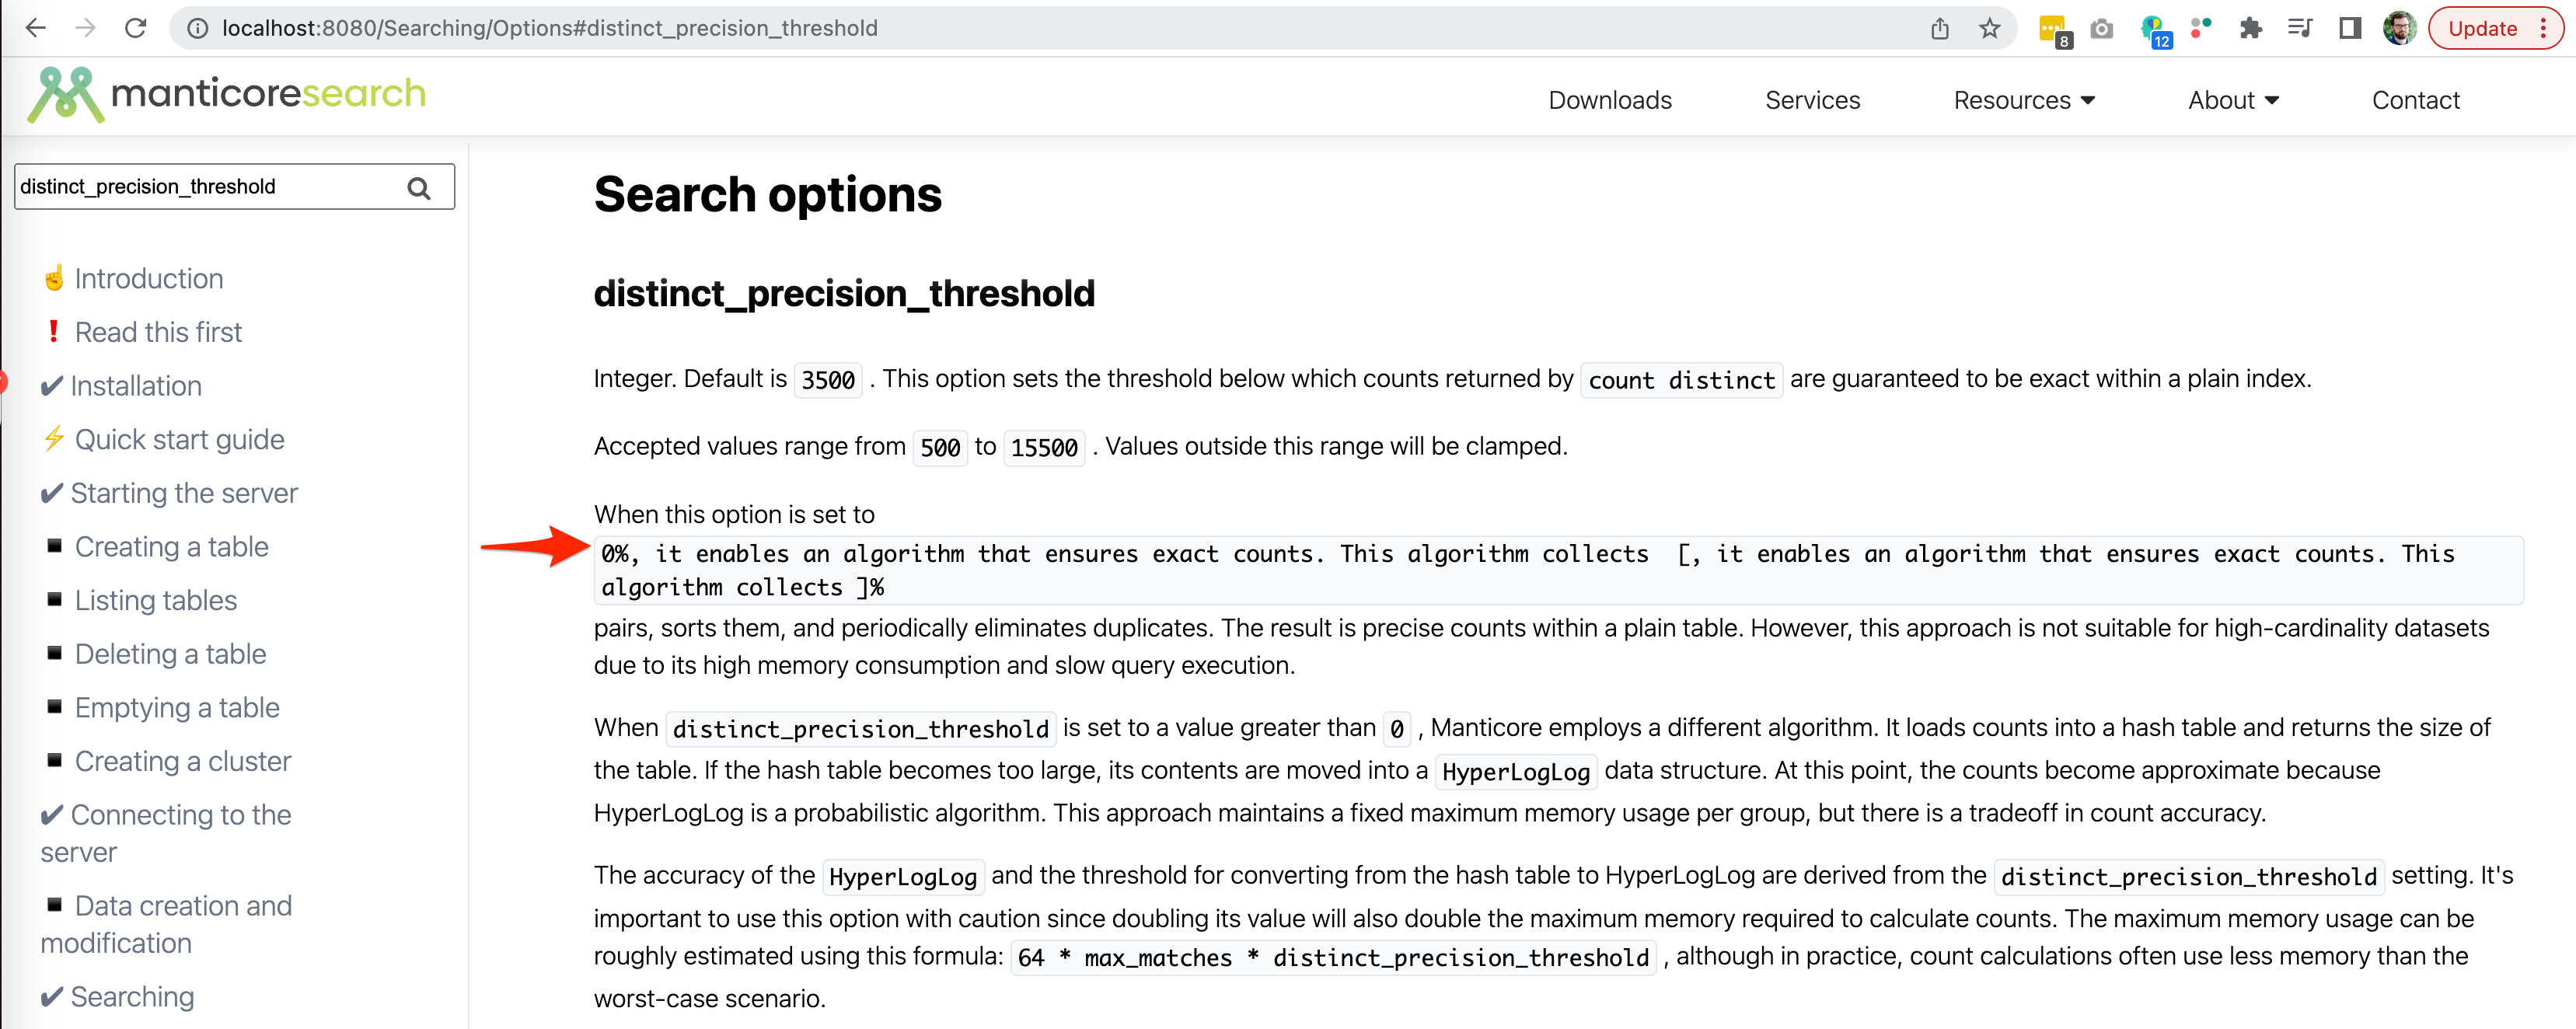 localhost:8080/Searching/Options#distinct_precision_threshold
8
12
Update
manticoresearch
Downloads
Services
Resources
About
Contact
distinct_precision_threshold
Introduction
Read this first
Installation
Quick start guide
Starting the server
Creating a table
Listing tables
Deleting a table
Emptying a table
Creating a cluster
Connecting to the
server
Data creation and
modification
Searching
Search options
distinct_precision_threshold
Integer. Default is 3500 . This option sets the threshold below which counts returned by count distinct are guaranteed to be exact within a plain index.
Accepted values range from 500 to 15500 . Values outside this range will be clamped.
When this option is set to
0%, it enables an algorithm that ensures exact counts. This algorithm collects [, it enables an algorithm that ensures exact counts. This
algorithm collects ]%
pairs, sorts them, and periodically eliminates duplicates. The result is precise counts within a plain table. However, this approach is not suitable for high-cardinality datasets
due to its high memory consumption and slow query execution.
When distinct_precision_threshold is set to a value greater than 0 , Manticore employs a different algorithm. It loads counts into a hash table and returns the size of
the table. If the hash table becomes too large, its contents are moved into a HyperLogLog data structure. At this point, the counts become approximate because
HyperLogLog is a probabilistic algorithm. This approach maintains a fixed maximum memory usage per group, but there is a tradeoff in count accuracy.
The accuracy of the HyperLogLog and the threshold for converting from the hash table to HyperLogLog are derived from the distinct_precision_threshold setting. It's
important to use this option with caution since doubling its value will also double the maximum memory required to calculate counts. The maximum memory usage can be
roughly estimated using this formula: 64 * max_matches * distinct_precision_threshold , although in practice, count calculations often use less memory than the
worst-case scenario.